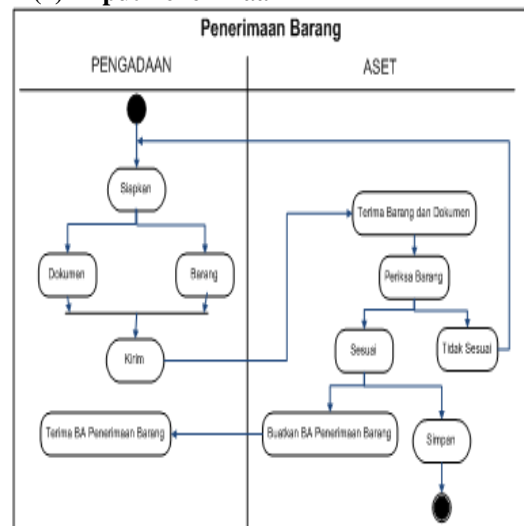 Penerimaan Barang
PENGADAAN
ASET
Siapkan
Dokumen
Barang
Kirim
Terima Barang dan Dokumen
Periksa Barang
Sesuai
Tidak Sesuai
Terima BA Penerimaan Barang
Buatkan BA Penerimaan Barang
Simpan